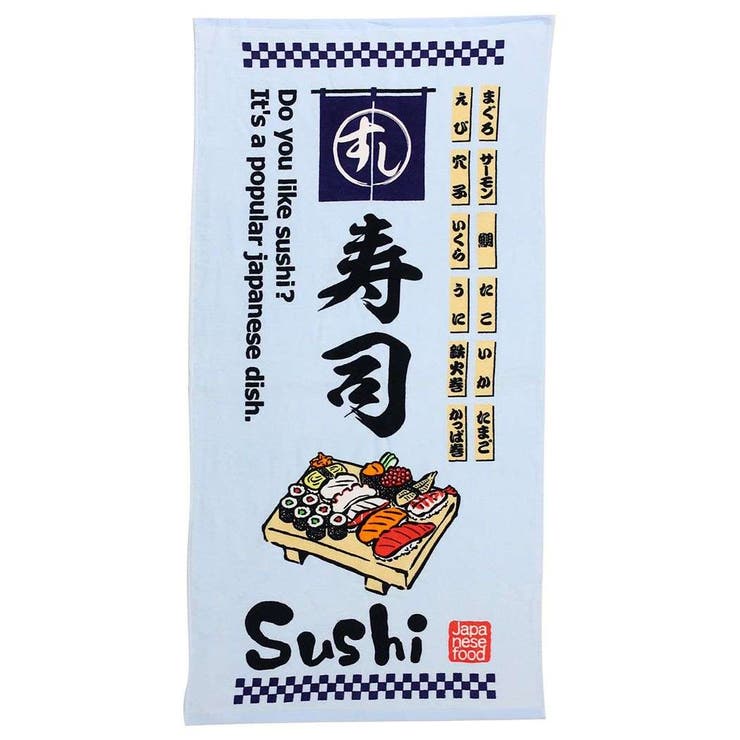 まぐろ
サーモン
鯛
たこ
いか
たまご
えび
穴子
いくら
うに
鉄火巻
かっぱ巻
すし
寿司
Do you like sushi?
It's a popular japanese dish.
Sushi
Japa
nese
food